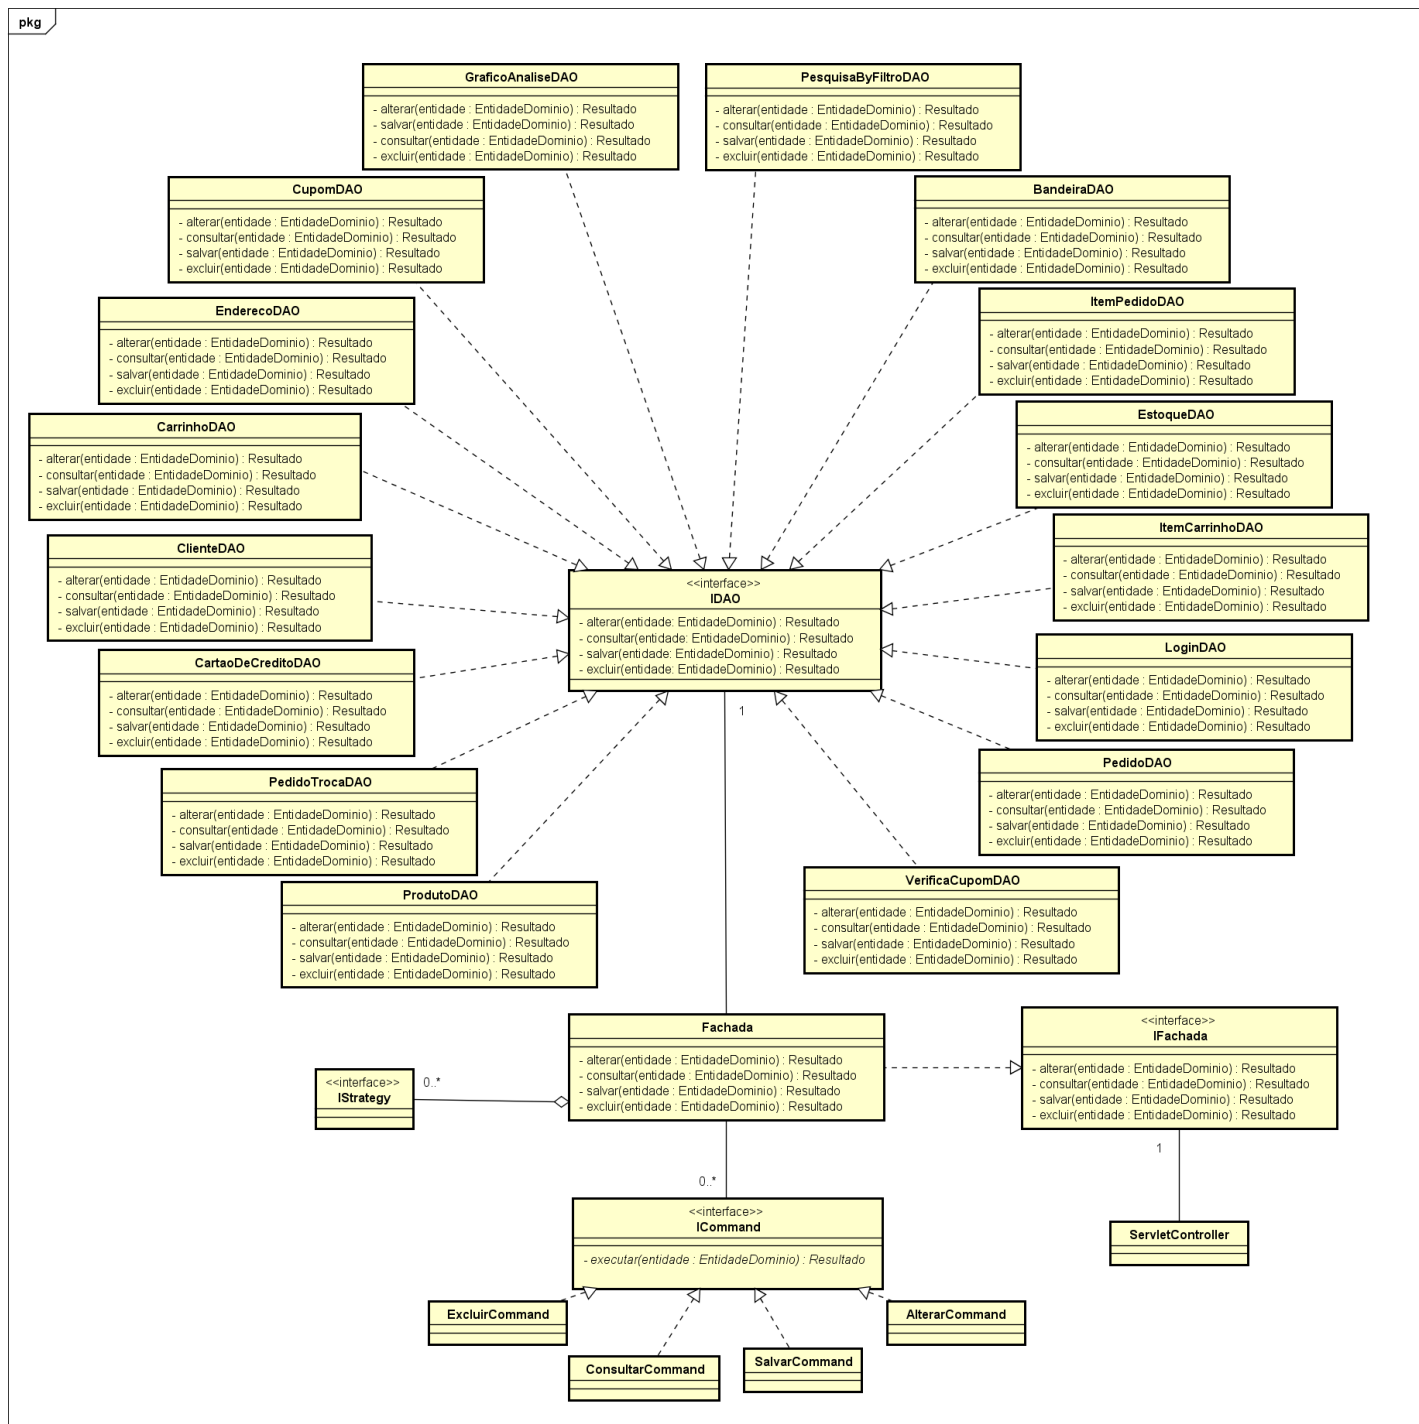 pkg
GraficoAnaliseDAO
- alterar(entidade : EntidadeDominio) : Resultado
- salvar(entidade : EntidadeDominio) : Resultado
- consultar(entidade : EntidadeDominio) : Resultado
- excluir(entidade : EntidadeDominio) : Resultado
PesquisaByFiltroDAO
- alterar(entidade : EntidadeDominio) : Resultado
- consultar(entidade : EntidadeDominio) : Resultado
- salvar(entidade : EntidadeDominio) : Resultado
- excluir(entidade : EntidadeDominio) : Resultado
CupomDAO
- alterar(entidade : EntidadeDominio) : Resultado
- consultar(entidade : EntidadeDominio) : Resultado
- salvar(entidade : EntidadeDominio) : Resultado
- excluir(entidade : EntidadeDominio) : Resultado
BandeiraDAO
- alterar(entidade : EntidadeDominio) : Resultado
- consultar(entidade : EntidadeDominio) : Resultado
- salvar(entidade : EntidadeDominio) : Resultado
- excluir(entidade : EntidadeDominio) : Resultado
EnderecoDAO
- alterar(entidade : EntidadeDominio) : Resultado
- consultar(entidade : EntidadeDominio) : Resultado
- salvar(entidade : EntidadeDominio) : Resultado
- excluir(entidade : EntidadeDominio) : Resultado
ItemPedidoDAO
- alterar(entidade : EntidadeDominio) : Resultado
- consultar(entidade : EntidadeDominio) : Resultado
- salvar(entidade : EntidadeDominio) : Resultado
- excluir(entidade : EntidadeDominio) : Resultado
CarrinhoDAO
- alterar(entidade : EntidadeDominio) : Resultado
- consultar(entidade : EntidadeDominio) : Resultado
- salvar(entidade : EntidadeDominio) : Resultado
- excluir(entidade : EntidadeDominio) : Resultado
EstoqueDAO
- alterar(entidade : EntidadeDominio) : Resultado
- consultar(entidade : EntidadeDominio) : Resultado
- salvar(entidade : EntidadeDominio) : Resultado
- excluir(entidade : EntidadeDominio) : Resultado
ClienteDAO
- alterar(entidade : EntidadeDominio) : Resultado
- consultar(entidade : EntidadeDominio) : Resultado
- salvar(entidade : EntidadeDominio) : Resultado
- excluir(entidade : EntidadeDominio) : Resultado
<<interface>>
IDAO
- alterar(entidade: EntidadeDominio) : Resultado
- consultar(entidade: EntidadeDominio) : Resultado
- salvar(entidade: EntidadeDominio) : Resultado
- excluir(entidade: EntidadeDominio) : Resultado
ItemCarrinhoDAO
- alterar(entidade : EntidadeDominio) : Resultado
- consultar(entidade : EntidadeDominio) : Resultado
- salvar(entidade : EntidadeDominio) : Resultado
- excluir(entidade : EntidadeDominio) : Resultado
CartaoDeCreditoDAO
- alterar(entidade : EntidadeDominio) : Resultado
- consultar(entidade : EntidadeDominio) : Resultado
- salvar(entidade : EntidadeDominio) : Resultado
- excluir(entidade : EntidadeDominio) : Resultado
LoginDAO
- alterar(entidade : EntidadeDominio) : Resultado
- consultar(entidade : EntidadeDominio) : Resultado
- salvar(entidade : EntidadeDominio) : Resultado
- excluir(entidade : EntidadeDominio) : Resultado
1
PedidoTrocaDAO
- alterar(entidade : EntidadeDominio) : Resultado
- consultar(entidade : EntidadeDominio) : Resultado
- salvar(entidade : EntidadeDominio) : Resultado
- excluir(entidade : EntidadeDominio) : Resultado
PedidoDAO
- alterar(entidade : EntidadeDominio) : Resultado
- consultar(entidade : EntidadeDominio) : Resultado
- salvar(entidade : EntidadeDominio) : Resultado
- excluir(entidade : EntidadeDominio) : Resultado
ProdutoDAO
- alterar(entidade : EntidadeDominio) : Resultado
- consultar(entidade : EntidadeDominio) : Resultado
- salvar(entidade : EntidadeDominio) : Resultado
- excluir(entidade : EntidadeDominio) : Resultado
VerificaCupomDAO
- alterar(entidade : EntidadeDominio) : Resultado
- consultar(entidade : EntidadeDominio) : Resultado
- salvar(entidade : EntidadeDominio) : Resultado
- excluir(entidade : EntidadeDominio) : Resultado
Fachada
- alterar(entidade : EntidadeDominio) : Resultado
- consultar(entidade : EntidadeDominio) : Resultado
- salvar(entidade : EntidadeDominio) : Resultado
- excluir(entidade : EntidadeDominio) : Resultado
<<interface>>
IFachada
- alterar(entidade : EntidadeDominio) : Resultado
- consultar(entidade : EntidadeDominio) : Resultado
- salvar(entidade : EntidadeDominio) : Resultado
- excluir(entidade : EntidadeDominio) : Resultado
<<interface>>
IStrategy
0..*
1
0..*
<<interface>>
ICommand
- executar(entidade : EntidadeDominio) : Resultado
ServletController
ExcluirCommand
AlterarCommand
ConsultarCommand
SalvarCommand